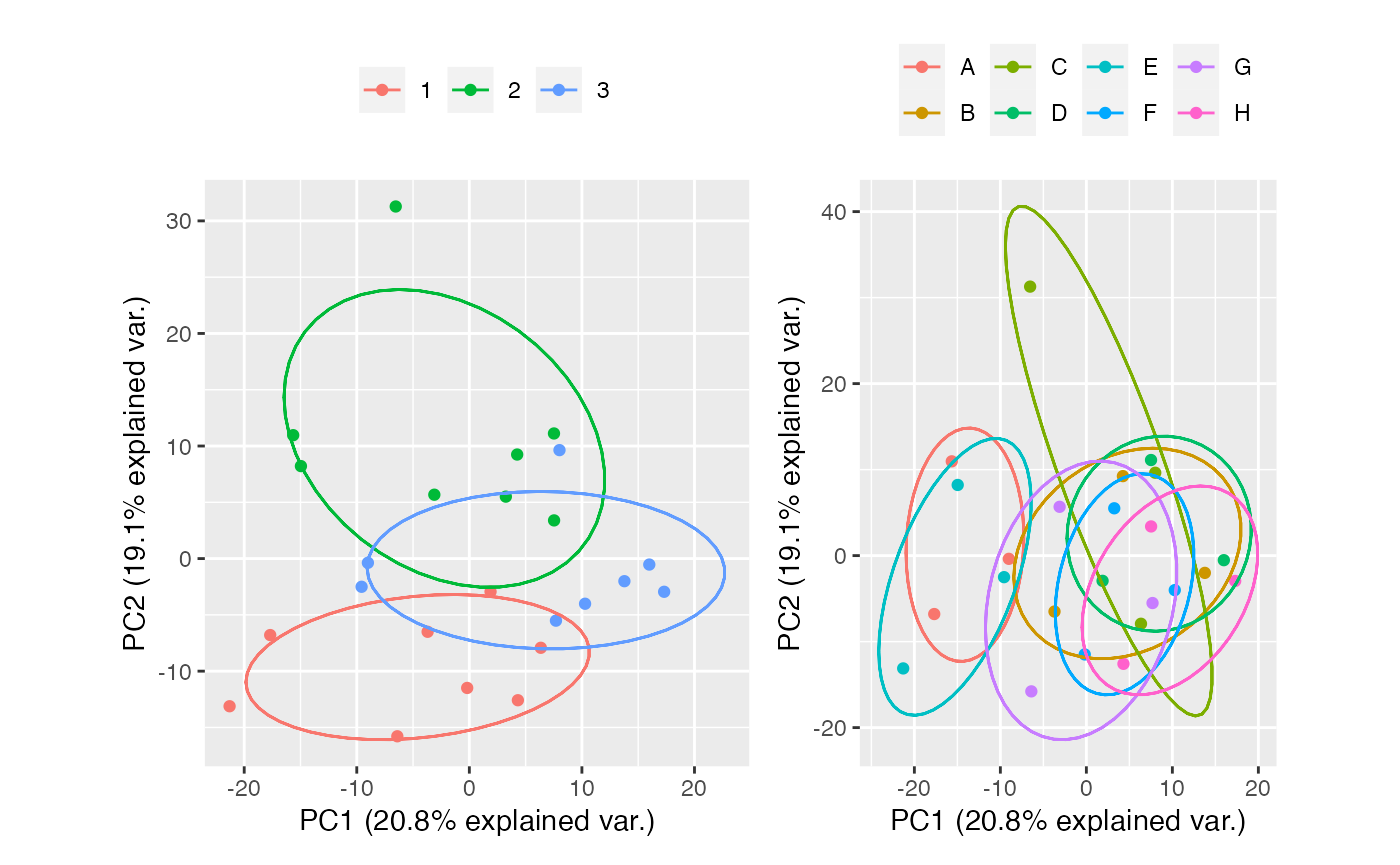 1 2 3
A C E G
B D F H
30
20
10
0
-10
PC2 (19.1% explained var.)
-20 -10 0 10 20
PC1 (20.8% explained var.)
40
20
0
-20
PC2 (19.1% explained var.)
-20 -10 0 10 20
PC1 (20.8% explained var.)